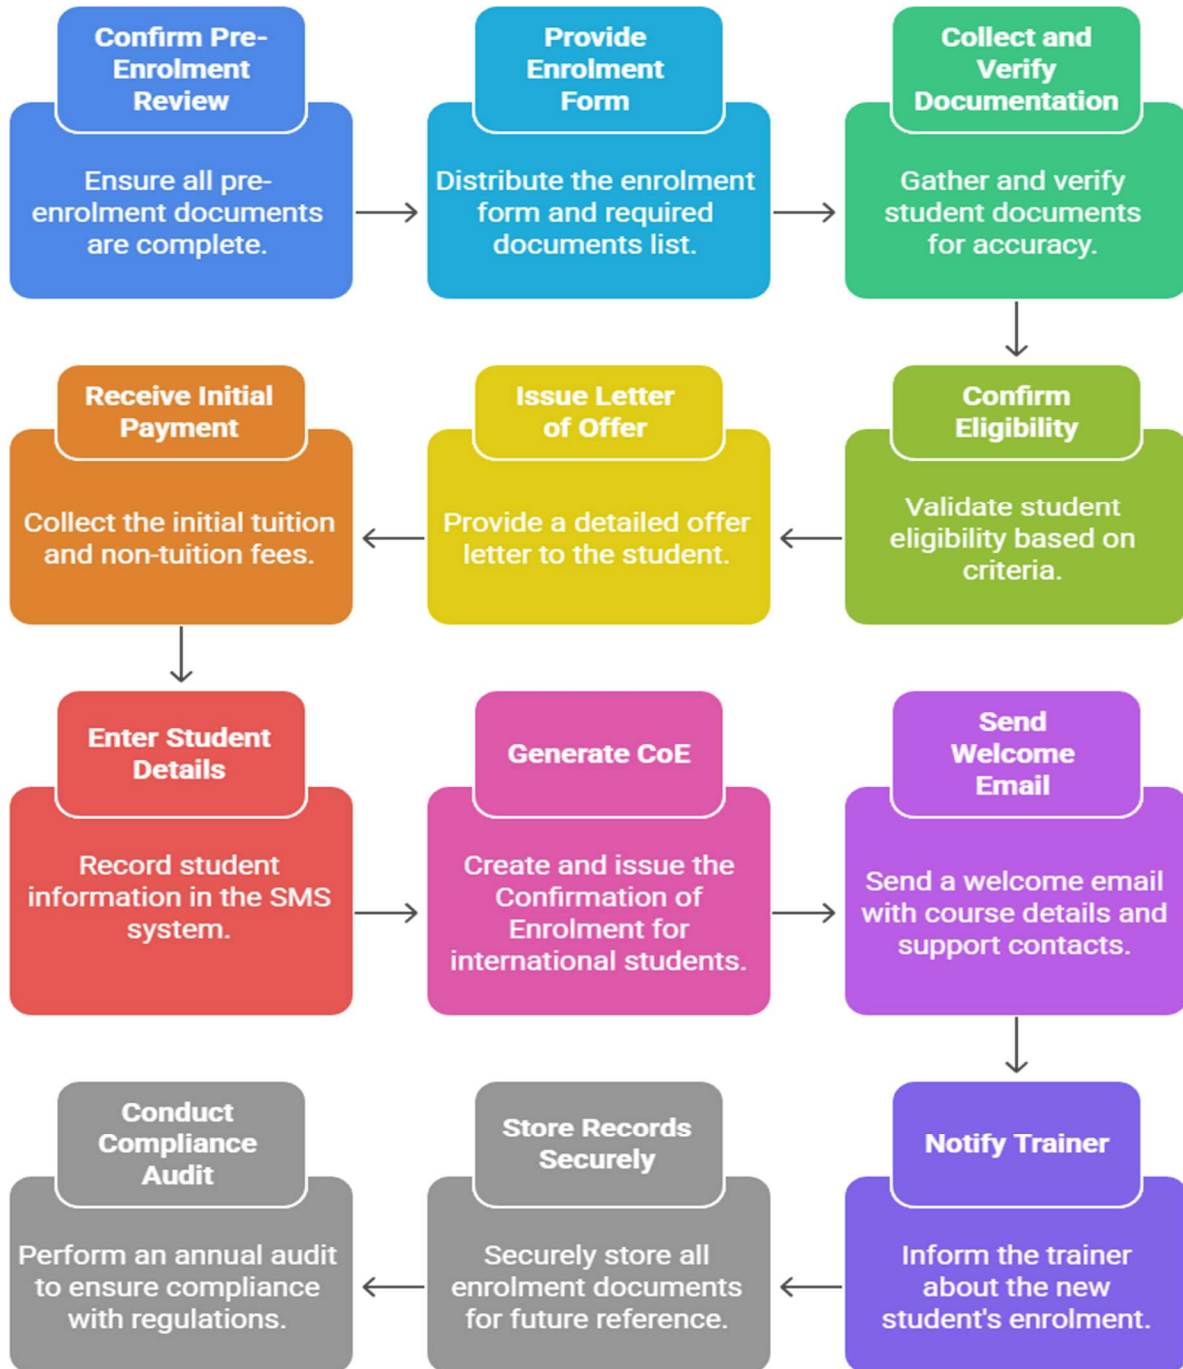 Confirm Pre-
Enrolment
Review
Ensure all pre-
enrolment documents
are complete.
Provide
Enrolment
Form
Distribute the enrolment
form and required
documents list.
Collect and
Verify
Documentation
Gather and verify
student documents
for accuracy.
Confirm
Eligibility
Validate student
eligibility based on
criteria.
Issue Letter
of Offer
Provide a detailed offer
letter to the student.
Receive Initial
Payment
Collect the initial tuition
and non-tuition fees.
Enter Student
Details
Record student
information in the SMS
system.
Generate CoE
Create and issue the
Confirmation of
Enrolment for
international students.
Send
Welcome
Email
Send a welcome email
with course details and
support contacts.
Notify Trainer
Inform the trainer
about the new
student's enrolment.
Store Records
Securely
Securely store all
enrolment documents
for future reference.
Conduct
Compliance
Audit
Perform an annual audit
to ensure compliance
with regulations.